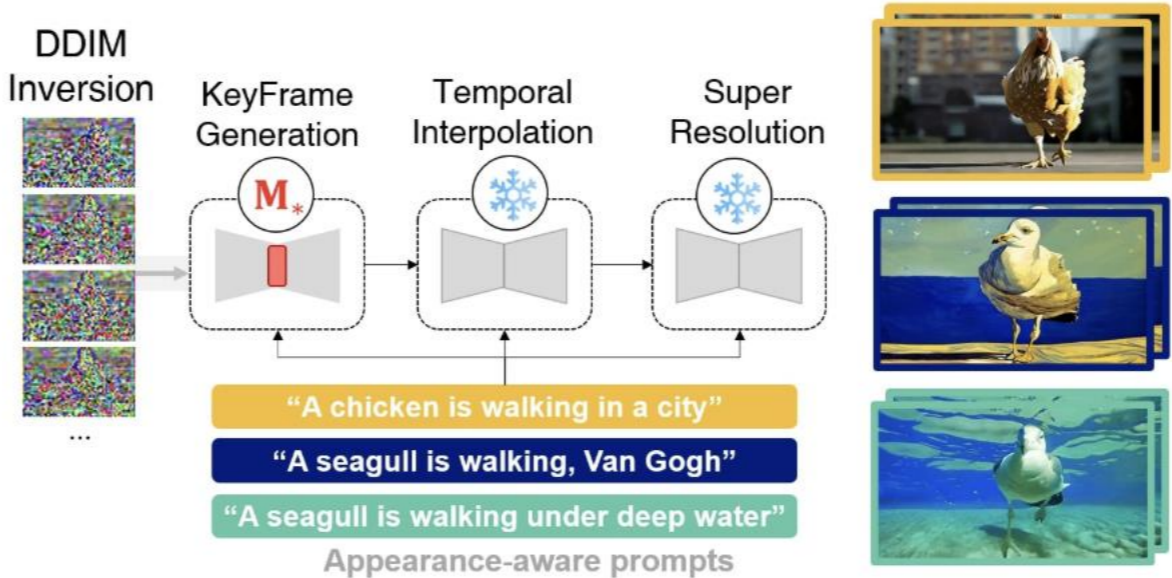 DDIM
Inversion
KeyFrame
Generation
Temporal
Interpolation
Super
Resolution
M*
...
“A chicken is walking in a city”
“A seagull is walking, Van Gogh”
“A seagull is walking under deep water”
Appearance-aware prompts